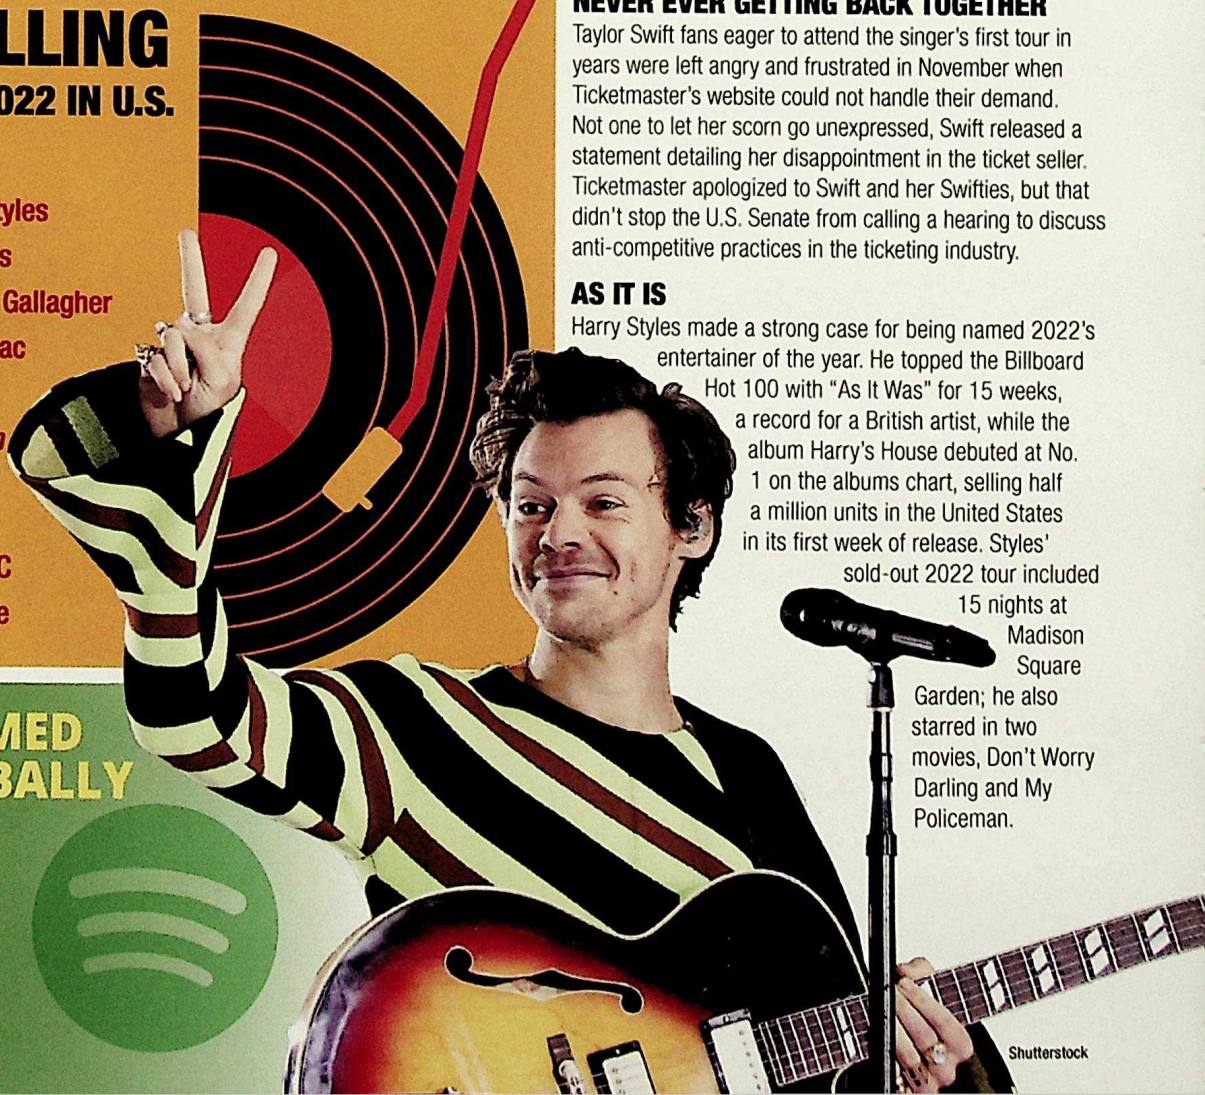 LLING
022 IN U.S.
tyles
s
Gallagher
ac
C
e
MED
BALLY
NEVER EVER GETTING BACK TOGETHER
Taylor Swift fans eager to attend the singer's first tour in
years were left angry and frustrated in November when
Ticketmaster's website could not handle their demand.
Not one to let her scorn go unexpressed, Swift released a
statement detailing her disappointment in the ticket seller.
Ticketmaster apologized to Swift and her Swifties, but that
didn't stop the U.S. Senate from calling a hearing to discuss
anti-competitive practices in the ticketing industry.
AS IT IS
Harry Styles made a strong case for being named 2022's
entertainer of the year. He topped the Billboard
Hot 100 with “As It Was” for 15 weeks,
a record for a British artist, while the
album Harry's House debuted at No.
1 on the albums chart, selling half
a million units in the United States
in its first week of release. Styles'
sold-out 2022 tour included
15 nights at
Madison
Square
Garden; he also
starred in two
movies, Don't Worry
Darling and My
Policeman.
Shutterstock